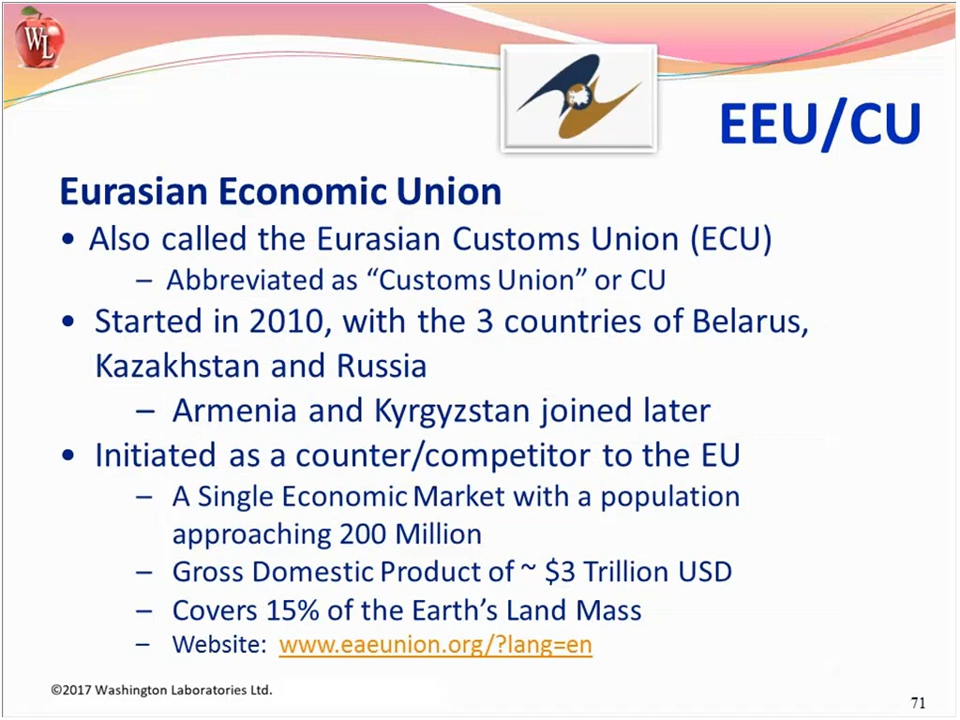 WL
EEU/CU
Eurasian Economic Union
• Also called the Eurasian Customs Union (ECU)
– Abbreviated as “Customs Union” or CU
• Started in 2010, with the 3 countries of Belarus,
Kazakhstan and Russia
– Armenia and Kyrgyzstan joined later
• Initiated as a counter/competitor to the EU
– A Single Economic Market with a population
approaching 200 Million
– Gross Domestic Product of ~ $3 Trillion USD
– Covers 15% of the Earth’s Land Mass
– Website: www.eaeunion.org/?lang=en
©2017 Washington Laboratories Ltd.
71